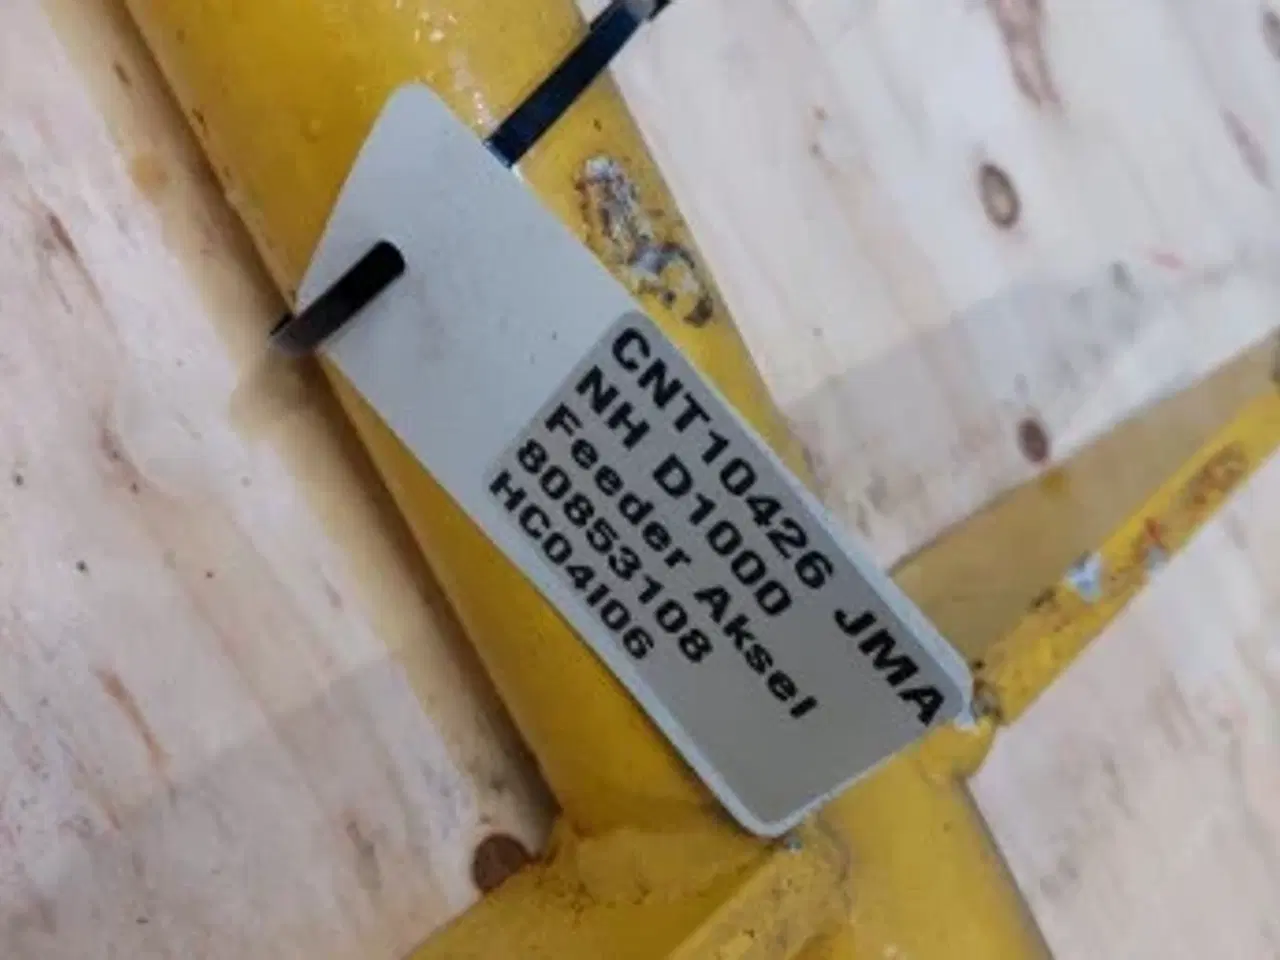 CNT10426 JMA
NH D1000
Feeder Aksel
80853108
HC04I06